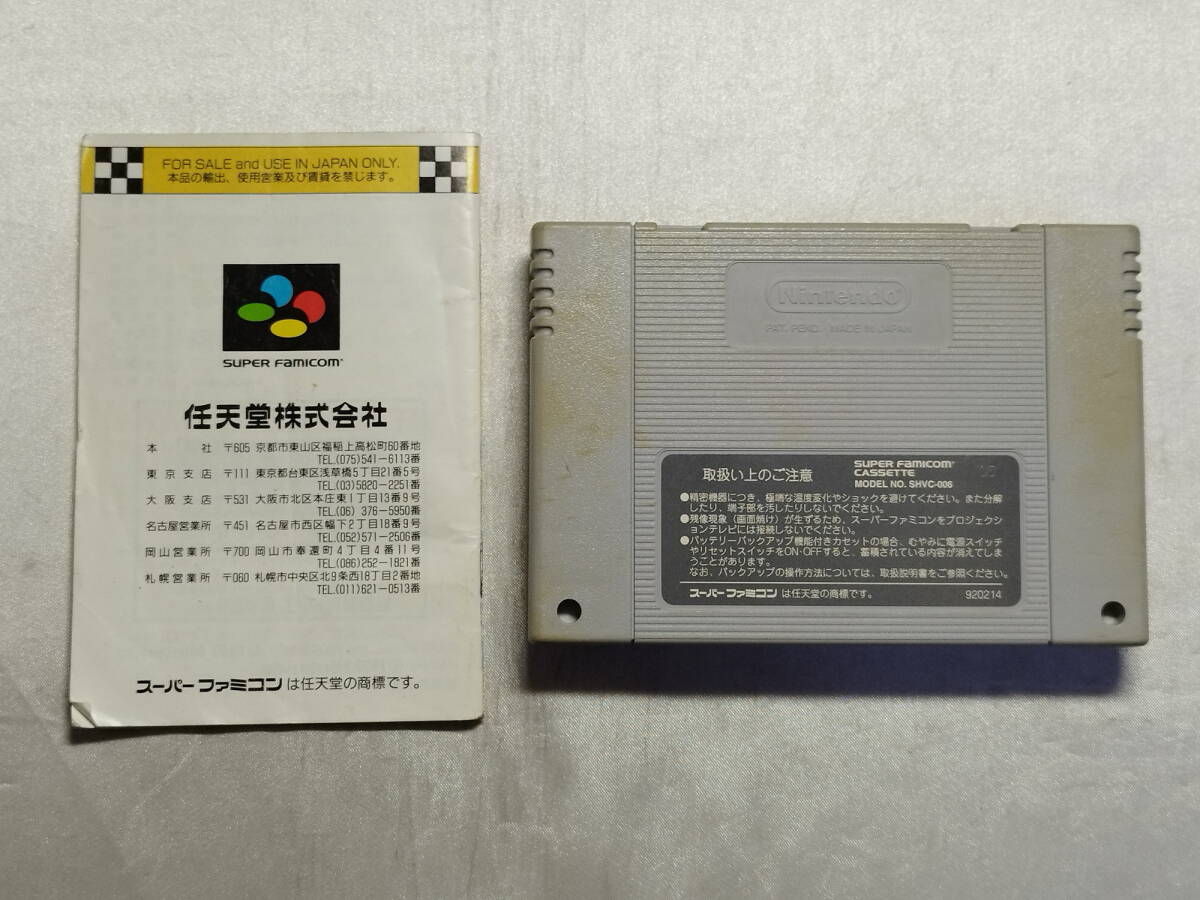 FOR SALE and USE IN JAPAN ONLY.
本品の輸出、使用営業及び賃貸を禁じます。
SUPER FAMICOM
任天堂株式会社
本 社 〒605 京都市東山区福稲上高松町60番地
TEL.(075)541-6113番
東京支店 〒111 東京都台東区浅草橋5丁目21番5号
TEL.(03)5820-2251番
大阪支店 〒531 大阪市北区本庄東1丁目13番9号
TEL.(06) 376-5950番
名古屋営業所 〒451 名古屋市西区幅下2丁目18番9号
TEL.(052)571-2506番
岡山営業所 〒700 岡山市奉還町4丁目4番11号
TEL.(086)252-1821番
札幌営業所 〒060 札幌市中央区北9条西18丁目2番地
TEL.(011)621-0513番
スーパーファミコンは任天堂の商標です。
Nintendo
PAT. PEND. MADE IN JAPAN
取扱い上のご注意
SUPER FAMICOM
CASSETTE
MODEL NO. SHVC-006
●精密機器につき、極端な温度変化やショックを避けてください。また分解
したり、端子部を汚したりしないでください。
●残像現象(画面焼け)が生ずるため、スーパーファミコンをプロジェクシ
ョンテレビには接続しないでください。
●バッテリーバックアップ機能付きカセットの場合、むやみに電源スイッチ
やリセットスイッチをON・OFFすると、蓄積されている内容が消えてしま
うことがあります。
なお、バックアップの操作方法については、取扱説明書をご参照ください。
スーパーファミコンは任天堂の商標です。
920214